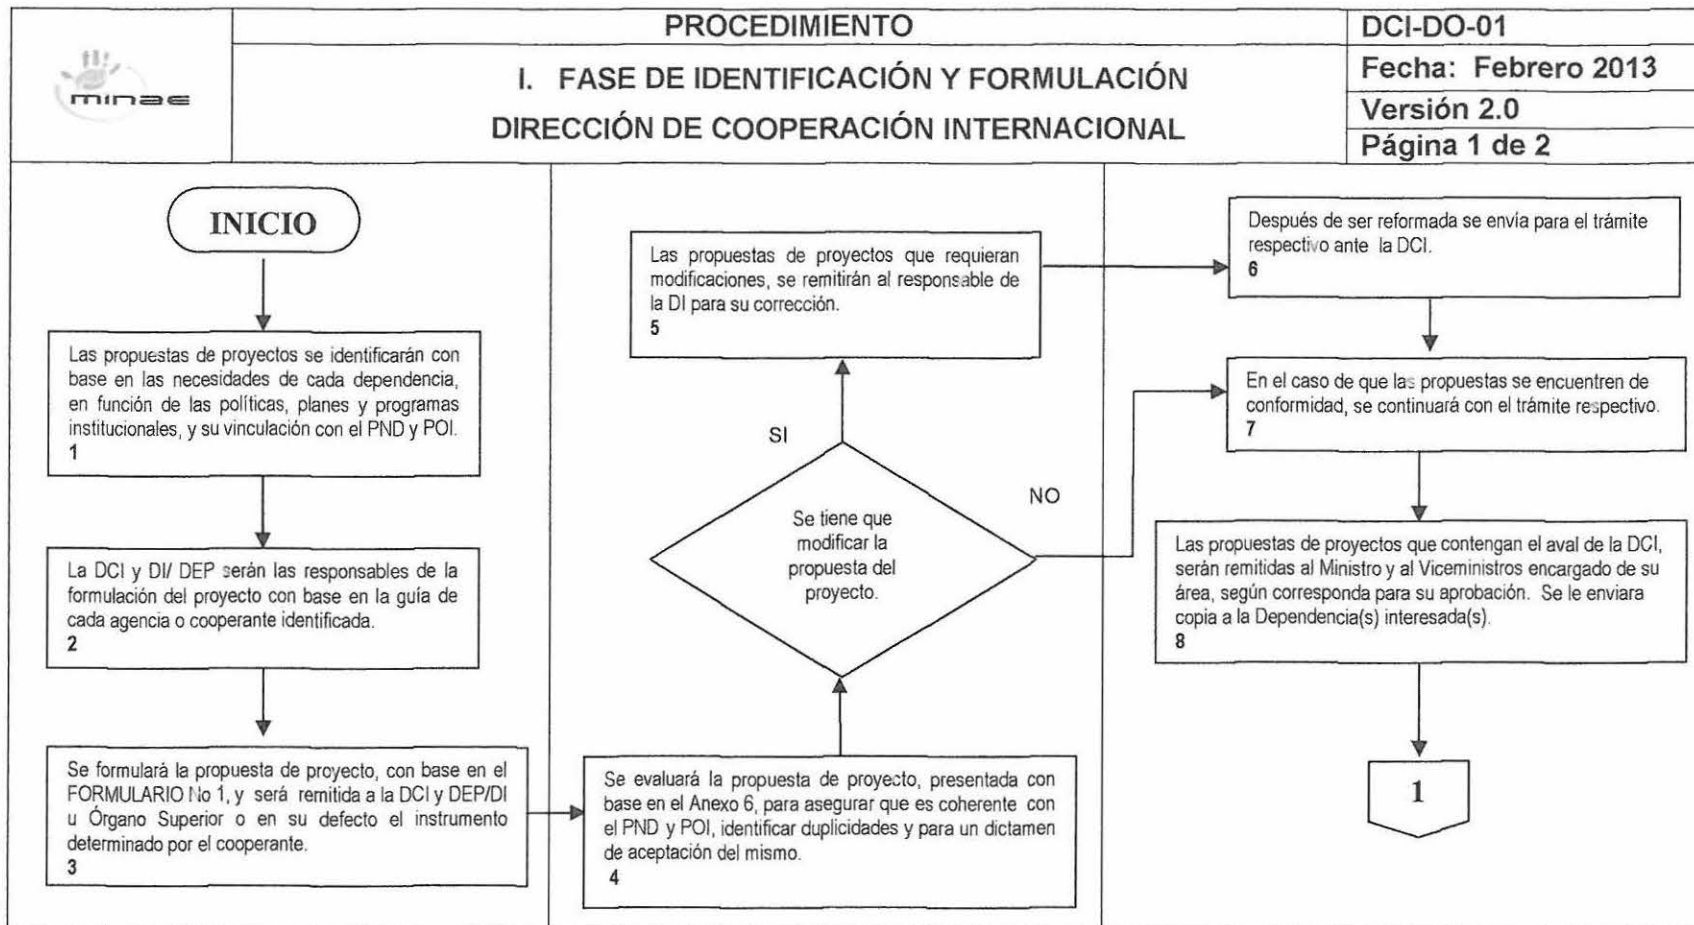 minae
PROCEDIMIENTO
I. FASE DE IDENTIFICACIÓN Y FORMULACIÓN
DIRECCIÓN DE COOPERACIÓN INTERNACIONAL
DCI-DO-01
Fecha: Febrero 2013
Versión 2.0
Página 1 de 2
INICIO
Las propuestas de proyectos se identificarán con
base en las necesidades de cada dependencia,
en función de las políticas, planes y programas
institucionales, y su vinculación con el PND y POI.
1
La DCI y DI/ DEP serán las responsables de la
formulación del proyecto con base en la guía de
cada agencia o cooperante identificada.
2
Se formulará la propuesta de proyecto, con base en el
FORMULARIO No 1, y será remitida a la DCI y DEP/DI
u Órgano Superior o en su defecto el instrumento
determinado por el cooperante.
3
Se evaluará la propuesta de proyecto, presentada con
base en el Anexo 6, para asegurar que es coherente con
el PND y POI, identificar duplicidades y para un dictamen
de aceptación del mismo.
4
Se tiene que
modificar la
propuesta del
proyecto.
SI
NO
Las propuestas de proyectos que requieran
modificaciones, se remitirán al responsable de
la DI para su corrección.
5
Después de ser reformada se envía para el trámite
respectivo ante la DCI.
6
En el caso de que las propuestas se encuentren de
conformidad, se continuará con el trámite respectivo.
7
Las propuestas de proyectos que contengan el aval de la DCI,
serán remitidas al Ministro y al Viceministros encargado de su
área, según corresponda para su aprobación. Se le enviara
copia a la Dependencia(s) interesada(s).
8
1